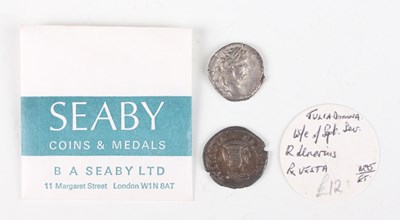 SEABY
COINS & MEDALS
B A SEABY LTD
11 Margaret Street London W1N 8AT
JULIA DOMNA
W/e of Sept. Sev.
R denarius
R VESTA
£12